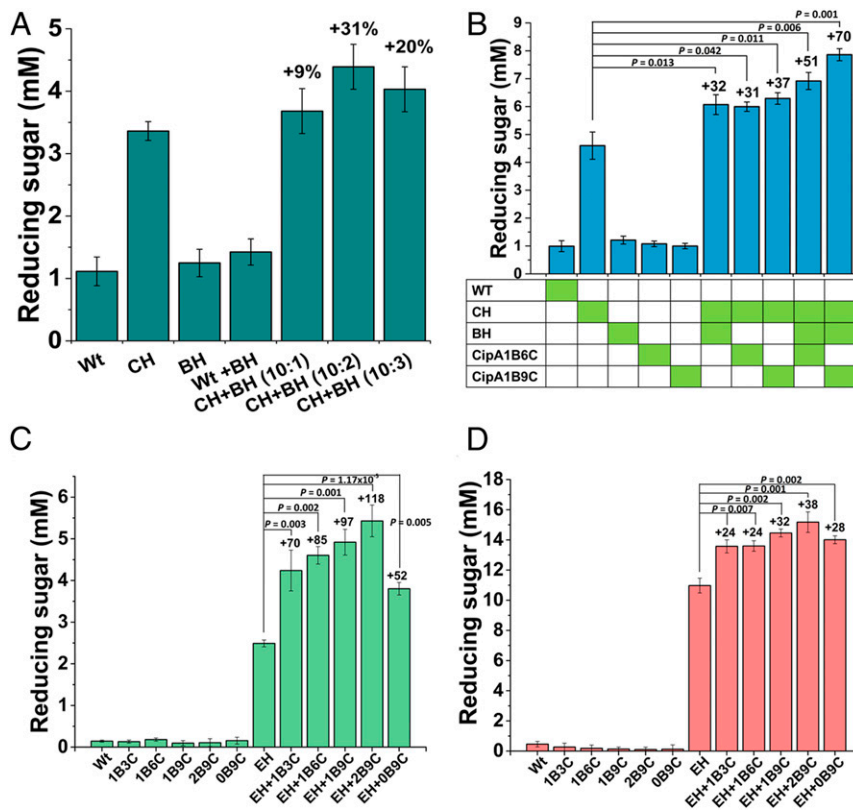 A
Reducing sugar (mM)
5
4
3
2
1
0
+9%
+31%
+20%
Wt
CH
BH
Wt +BH
CH+BH (10:1)
CH+BH (10:2)
CH+BH (10:3)
B
Reducing sugar (mM)
9
8
7
6
5
4
3
2
1
0
P = 0.001
P = 0.006
P = 0.011
P = 0.042
P = 0.013
+32
+31
+37
+51
+70
WT
CH
BH
CipA1B6C
CipA1B9C
C
Reducing sugar (mM)
6
5
4
3
2
1
0
P = 1.17x10⁻⁵
P = 0.001
P = 0.002
P = 0.003
P = 0.005
+70
+85
+97
+118
+52
Wt
1B3C
1B6C
1B9C
2B9C
0B9C
EH
EH+1B3C
EH+1B6C
EH+1B9C
EH+2B9C
EH+0B9C
D
Reducing sugar (mM)
18
16
14
12
10
8
6
4
2
0
P = 0.002
P = 0.001
P = 0.002
P = 0.007
+24
+24
+32
+38
+28
Wt
1B3C
1B6C
1B9C
2B9C
0B9C
EH
EH+1B3C
EH+1B6C
EH+1B9C
EH+2B9C
EH+0B9C